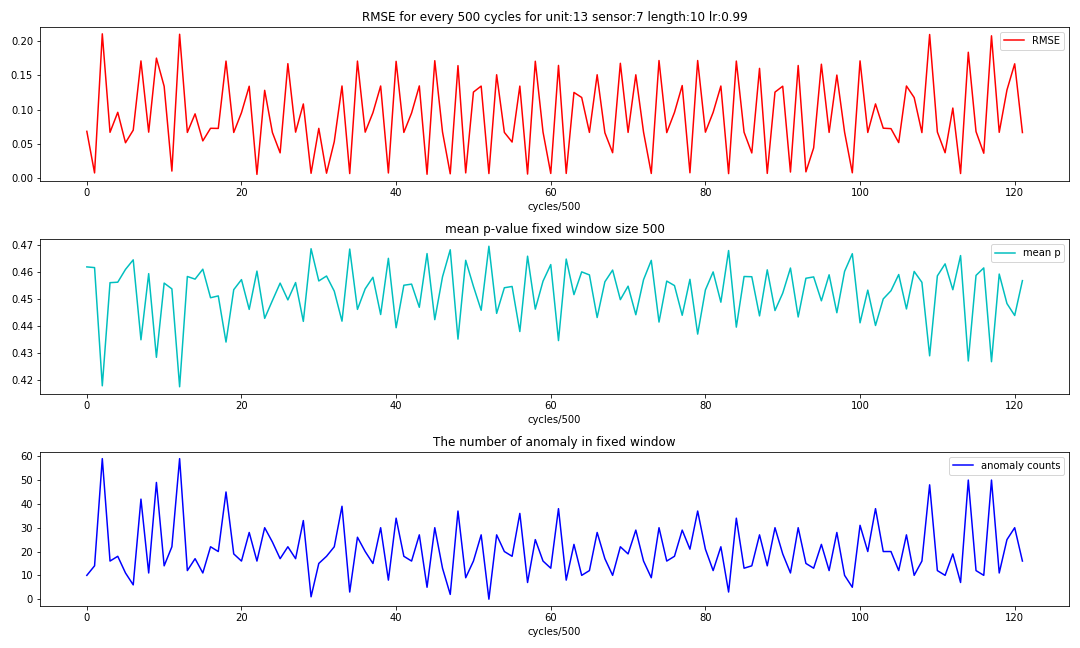 RMSE for every 500 cycles for unit:13 sensor:7 length:10 lr:0.99
RMSE
0.20
0.15
0.10
0.05
0.00
0 20 40 60 80 100 120
cycles/500
mean p-value fixed window size 500
mean p
0.47
0.46
0.45
0.44
0.43
0.42
0 20 40 60 80 100 120
cycles/500
The number of anomaly in fixed window
anomaly counts
60
50
40
30
20
10
0
0 20 40 60 80 100 120
cycles/500